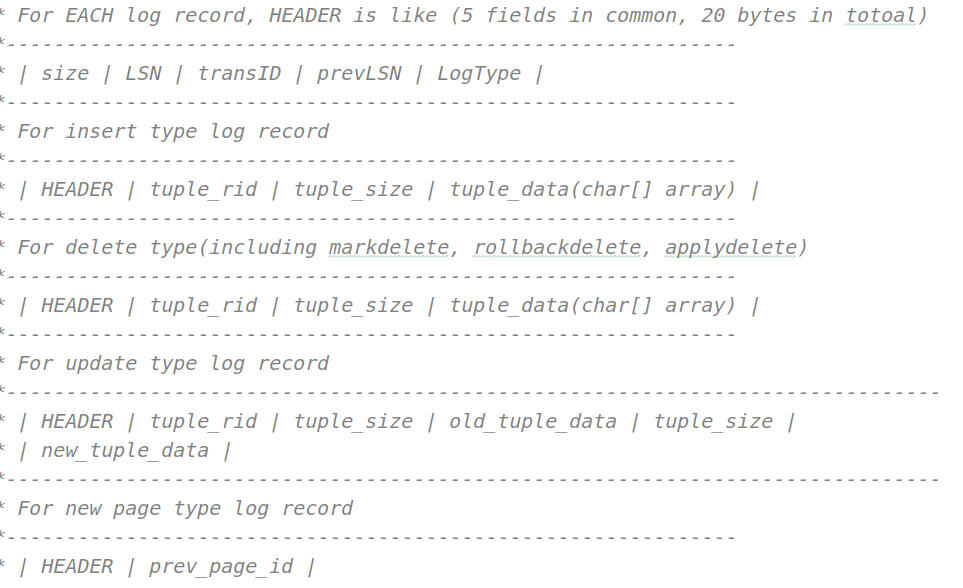 * For EACH log record, HEADER is like (5 fields in common, 20 bytes in totoal)
*-------------------------------------------------------------
* | size | LSN | transID | prevLSN | LogType |
*-------------------------------------------------------------
* For insert type log record
*-------------------------------------------------------------
* | HEADER | tuple_rid | tuple_size | tuple_data(char[] array) |
*-------------------------------------------------------------
* For delete type(including markdelete, rollbackdelete, applydelete)
*-------------------------------------------------------------
* | HEADER | tuple_rid | tuple_size | tuple_data(char[] array) |
*-------------------------------------------------------------
* For update type log record
*------------------------------------------------------------------------------
* | HEADER | tuple_rid | tuple_size | old_tuple_data | tuple_size |
* | new_tuple_data |
*------------------------------------------------------------------------------
* For new page type log record
*-------------------------------------------------------------
* | HEADER | prev_page_id |